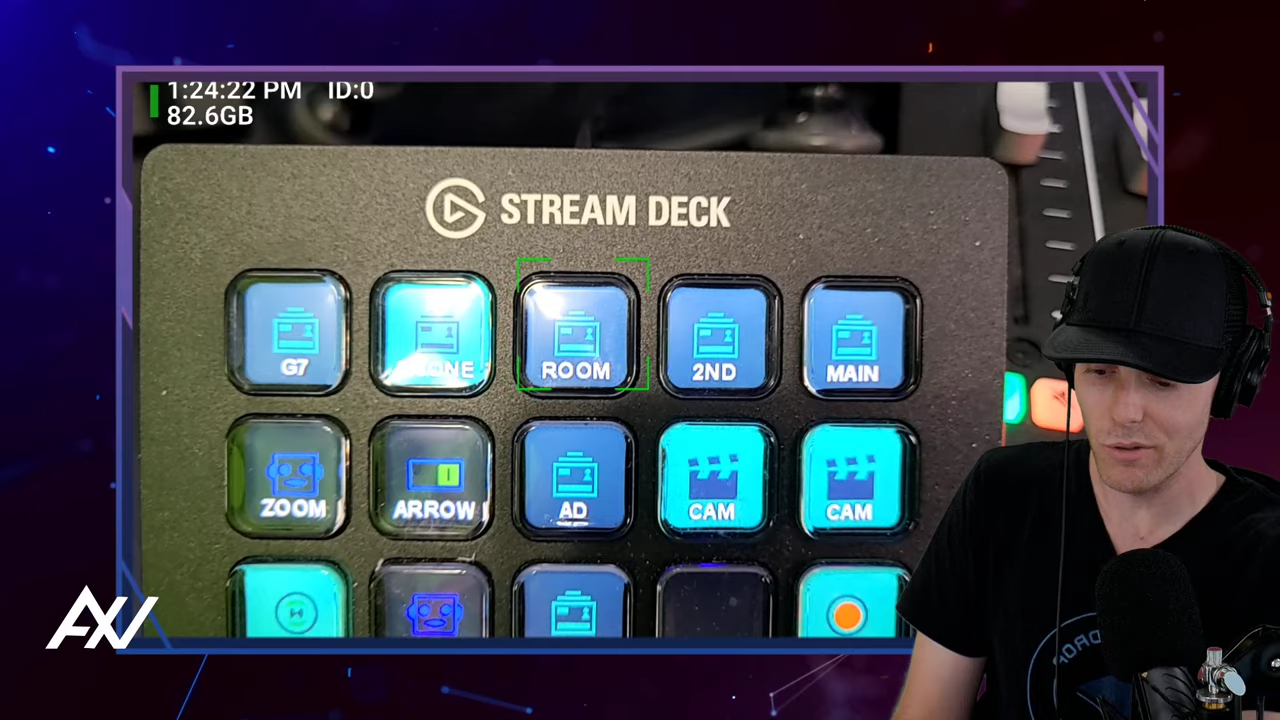 1:24:22 PM ID:0
82.6GB
STREAM DECK
G7 ONE ROOM 2ND MAIN
ZOOM ARROW AD CAM CAM